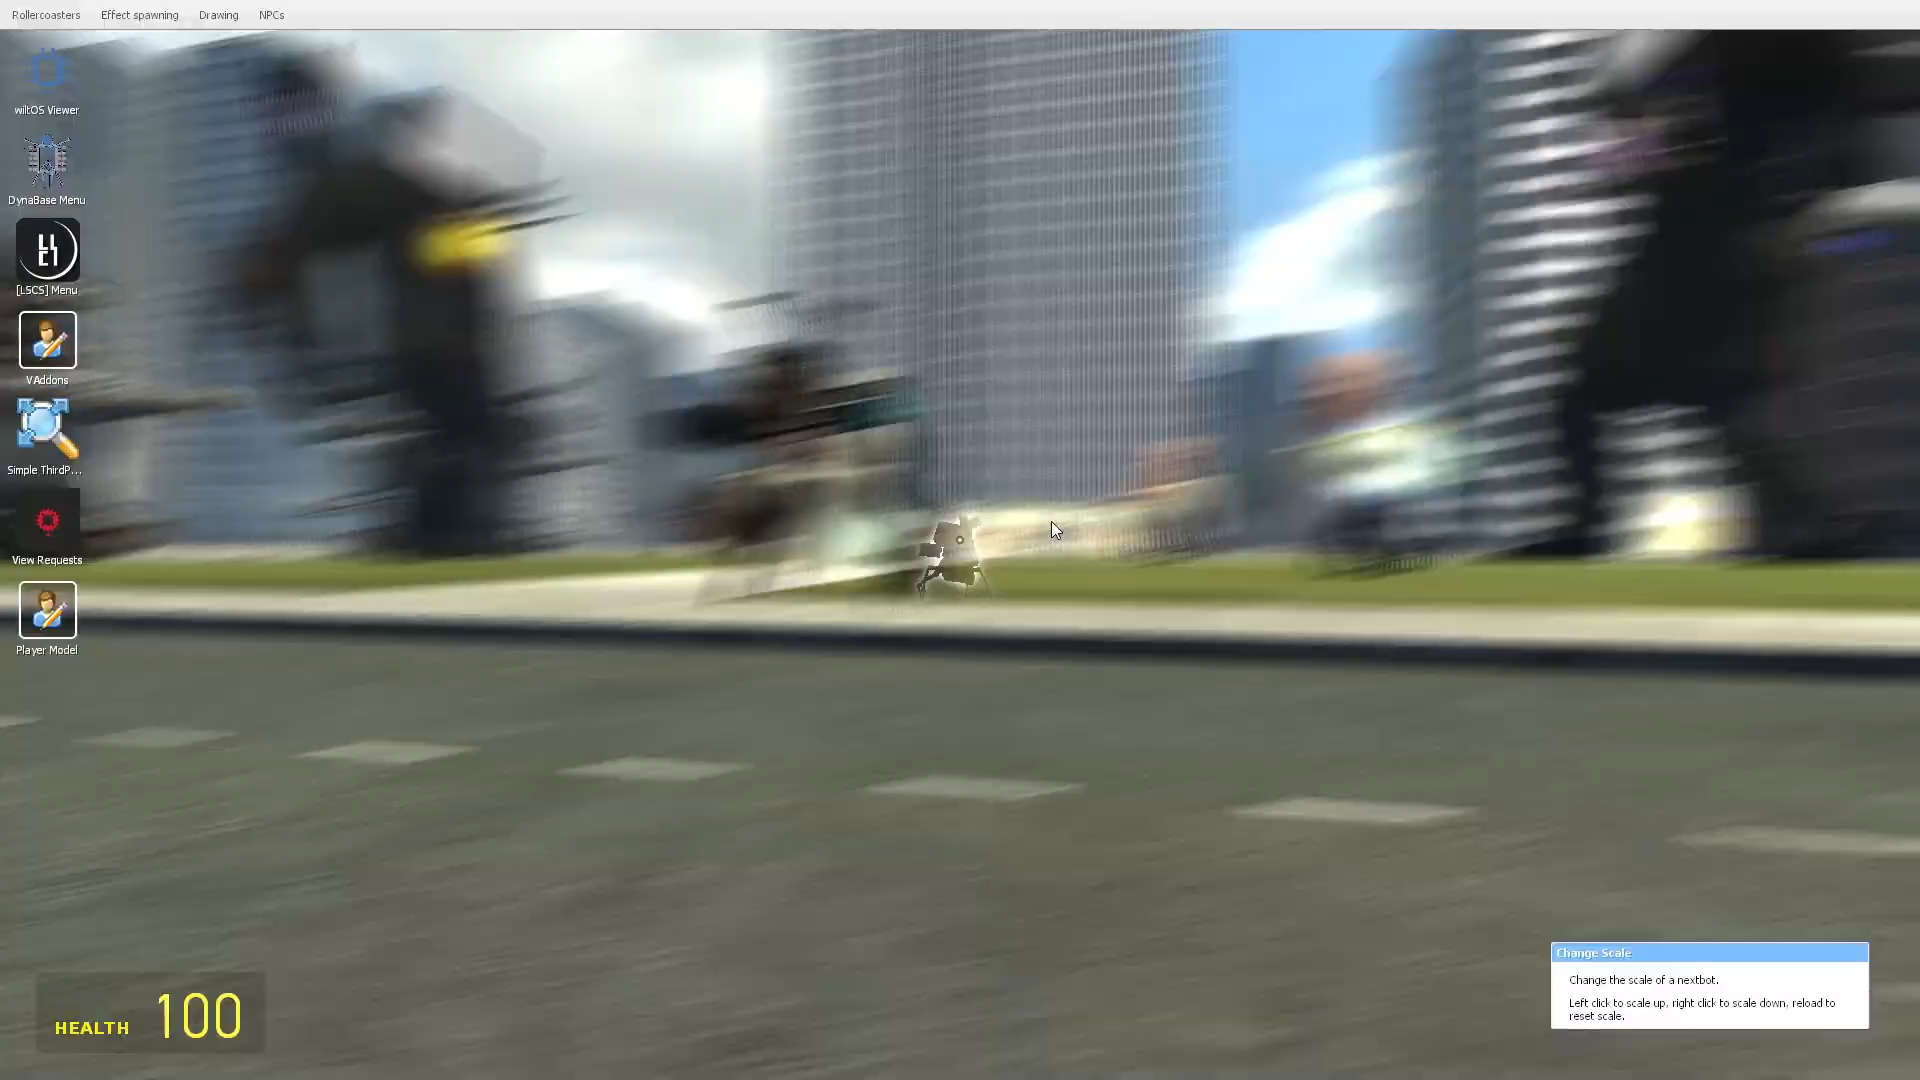 Rollercoasters Effect spawning Drawing NPCs
wiltOS Viewer
DynaBase Menu
[LSCS] Menu
VAddons
Simple ThirdP...
View Requests
Player Model
HEALTH 100
Change Scale
Change the scale of a nextbot.
Left click to scale up, right click to scale down, reload to
reset scale.